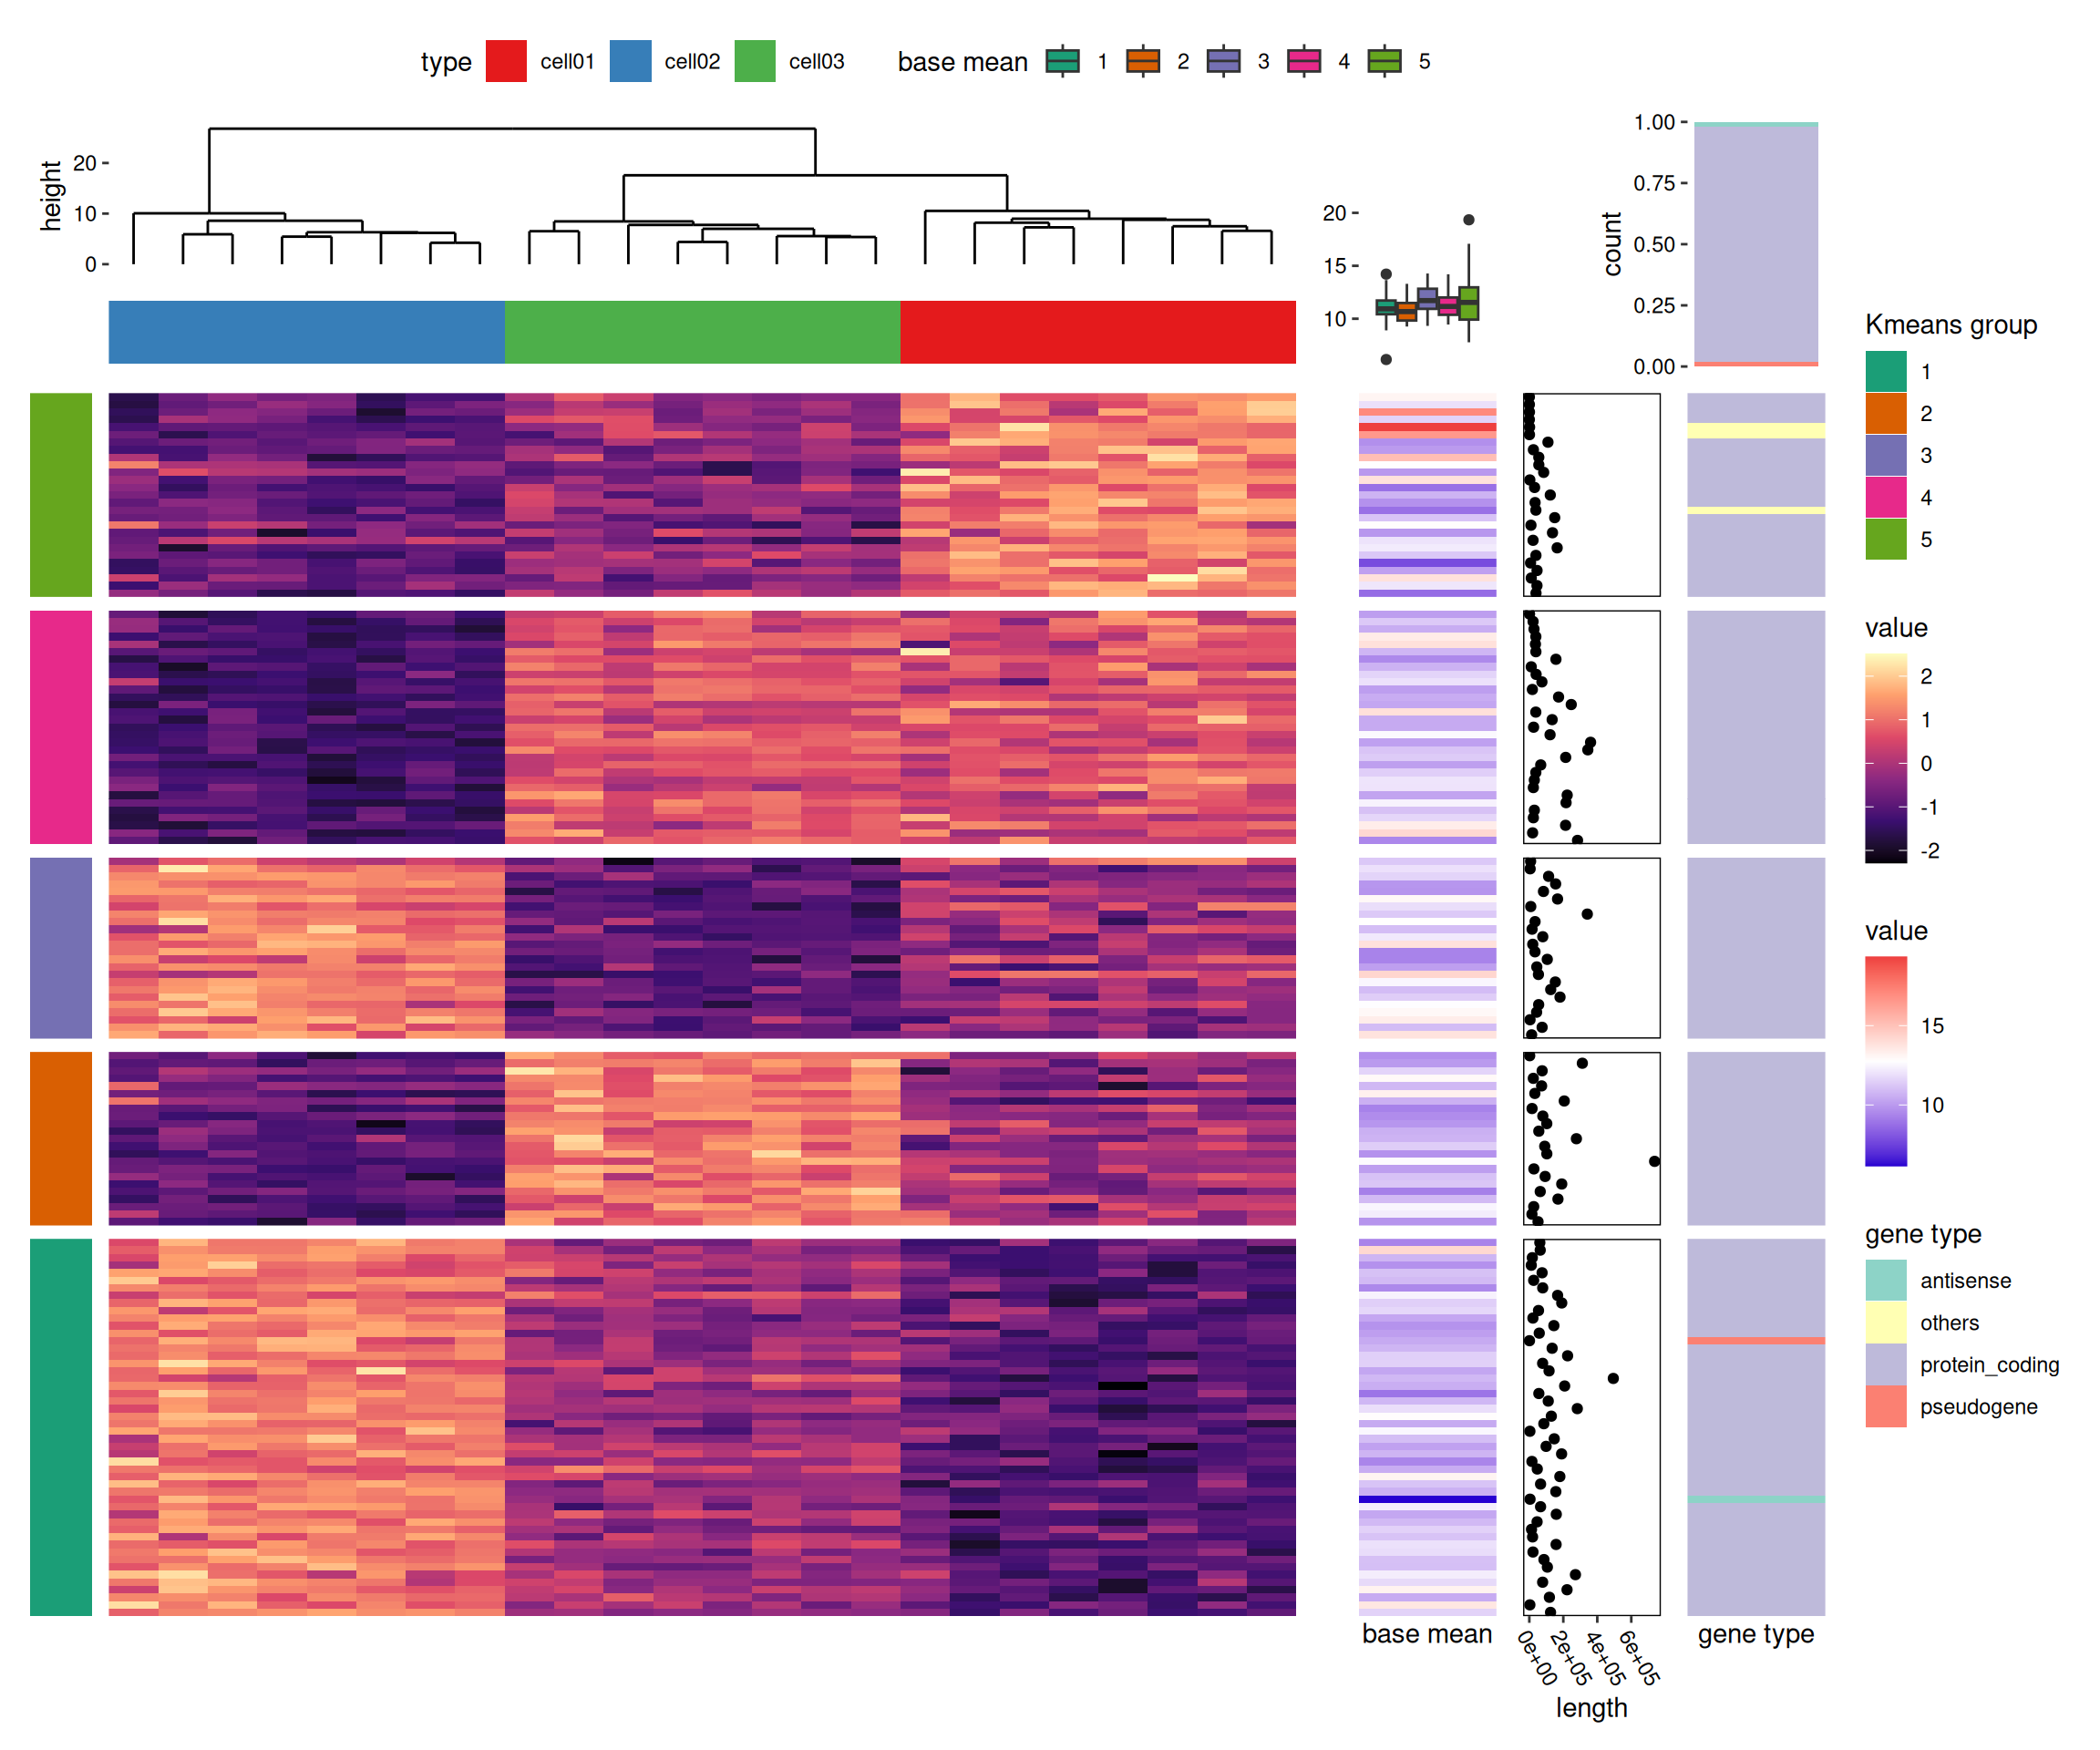 type cell01 cell02 cell03 base mean 1 2 3 4 5
height
20
10
0
20
15
10
count
1.00
0.75
0.50
0.25
0.00
Kmeans group
1
2
3
4
5
value
2
1
0
-1
-2
value
15
10
gene type
antisense
others
protein_coding
pseudogene
base mean
0e+00 2e+05 4e+05 6e+05
length
gene type